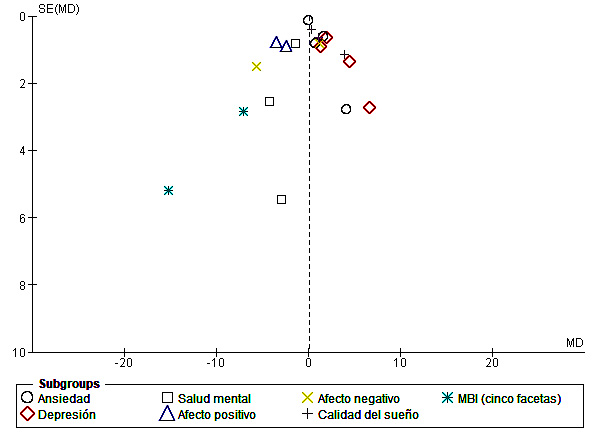 SE(MD)
0
2
4
6
8
10
MD
-20
-10
0
10
20
Subgroups
Ansiedad
Salud mental
Afecto negativo
MBI (cinco facetas)
Depresión
Afecto positivo
Calidad del sueño